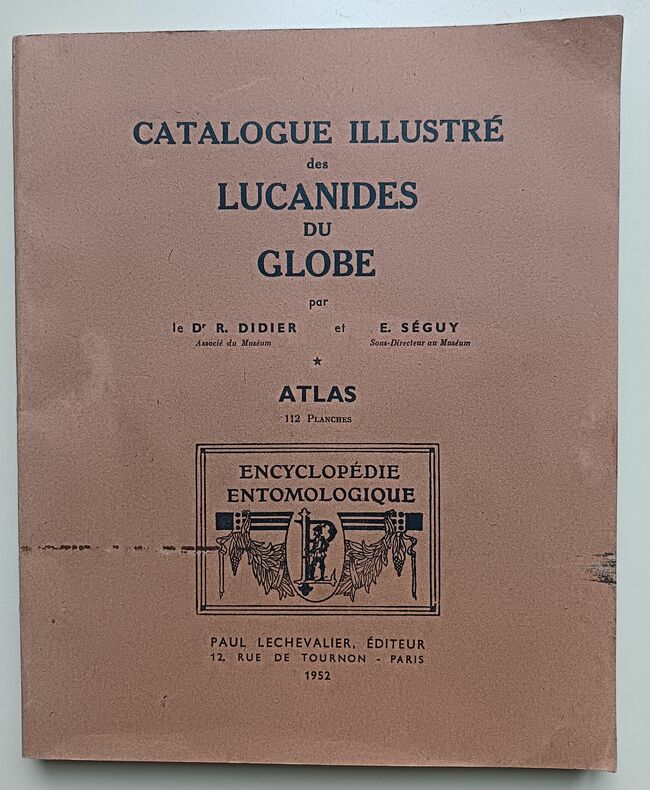 CATALOGUE ILLUSTRÉ
des
LUCANIDES
DU
GLOBE
par
le Dr R. DIDIER et E. SÉGUY
Associé du Muséum Sous-Directeur au Muséum
ATLAS
112 PLANCHES
ENCYCLOPÉDIE
ENTOMOLOGIQUE
LP
PAUL LECHEVALIER, ÉDITEUR
12, RUE DE TOURNON - PARIS
1952